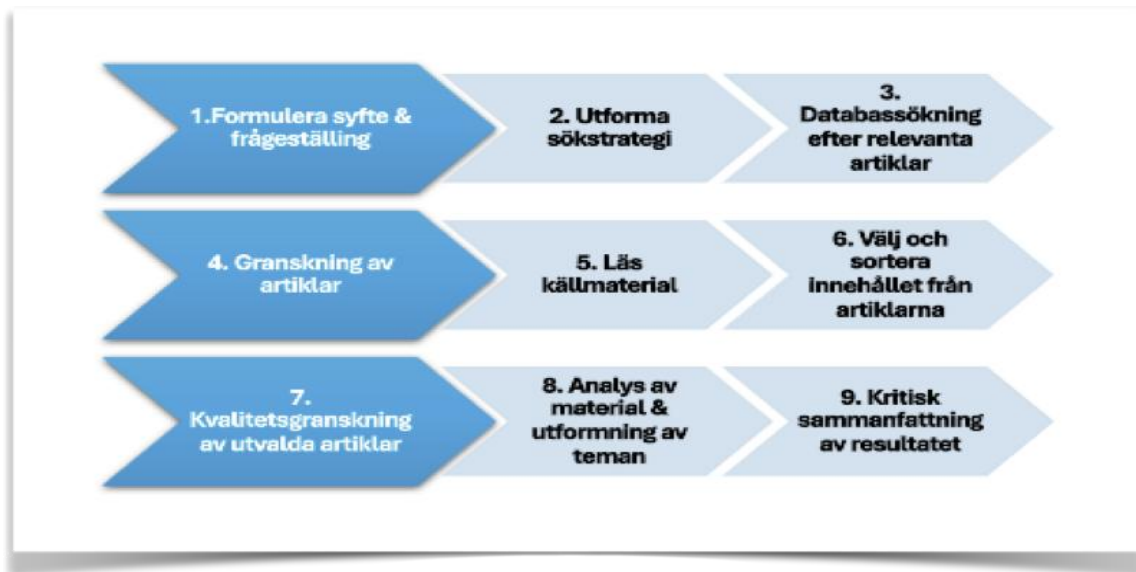 1.Formulera syfte &
frågeställing
2. Utforma
sökstrategi
3.
Databassökning
efter relevanta
artiklar
4. Granskning av
artiklar
5. Läs
källmaterial
6. Välj och
sortera
innehållet från
artiklarna
7.
Kvalitetsgranskning
av utvalda artiklar
8. Analys av
material &
utformning av
teman
9. Kritisk
sammanfattning
av resultatet